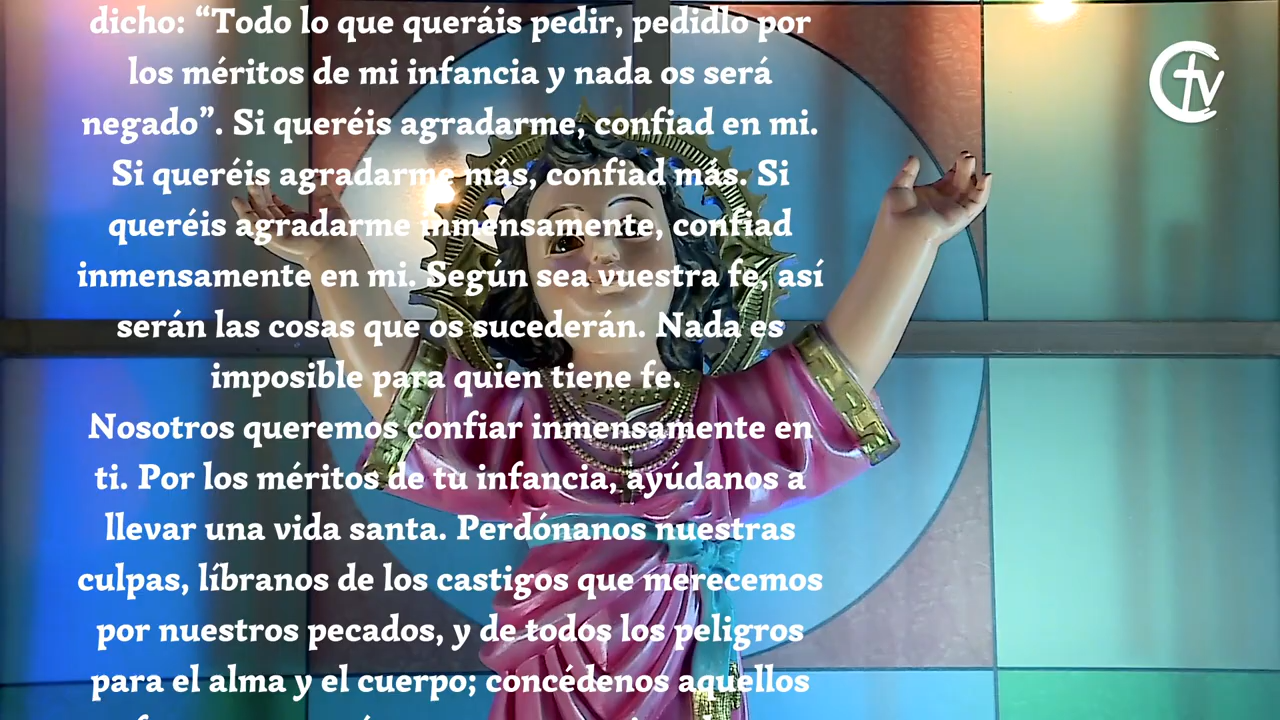 dicho: “Todo lo que queráis pedir, pedidlo por
los méritos de mi infancia y nada os será
negado”. Si queréis agradarme, confiad en mi.
Si queréis agradarme más, confiad más. Si
queréis agradarme inmensamente, confiad
inmensamente en mi. Según sea vuestra fe, así
serán las cosas que os sucederán. Nada es
imposible para quien tiene fe.
Nosotros queremos confiar inmensamente en
ti. Por los méritos de tu infancia, ayúdanos a
llevar una vida santa. Perdónanos nuestras
culpas, líbranos de los castigos que merecemos
por nuestros pecados, y de todos los peligros
para el alma y el cuerpo; concédenos aquellos
CTV